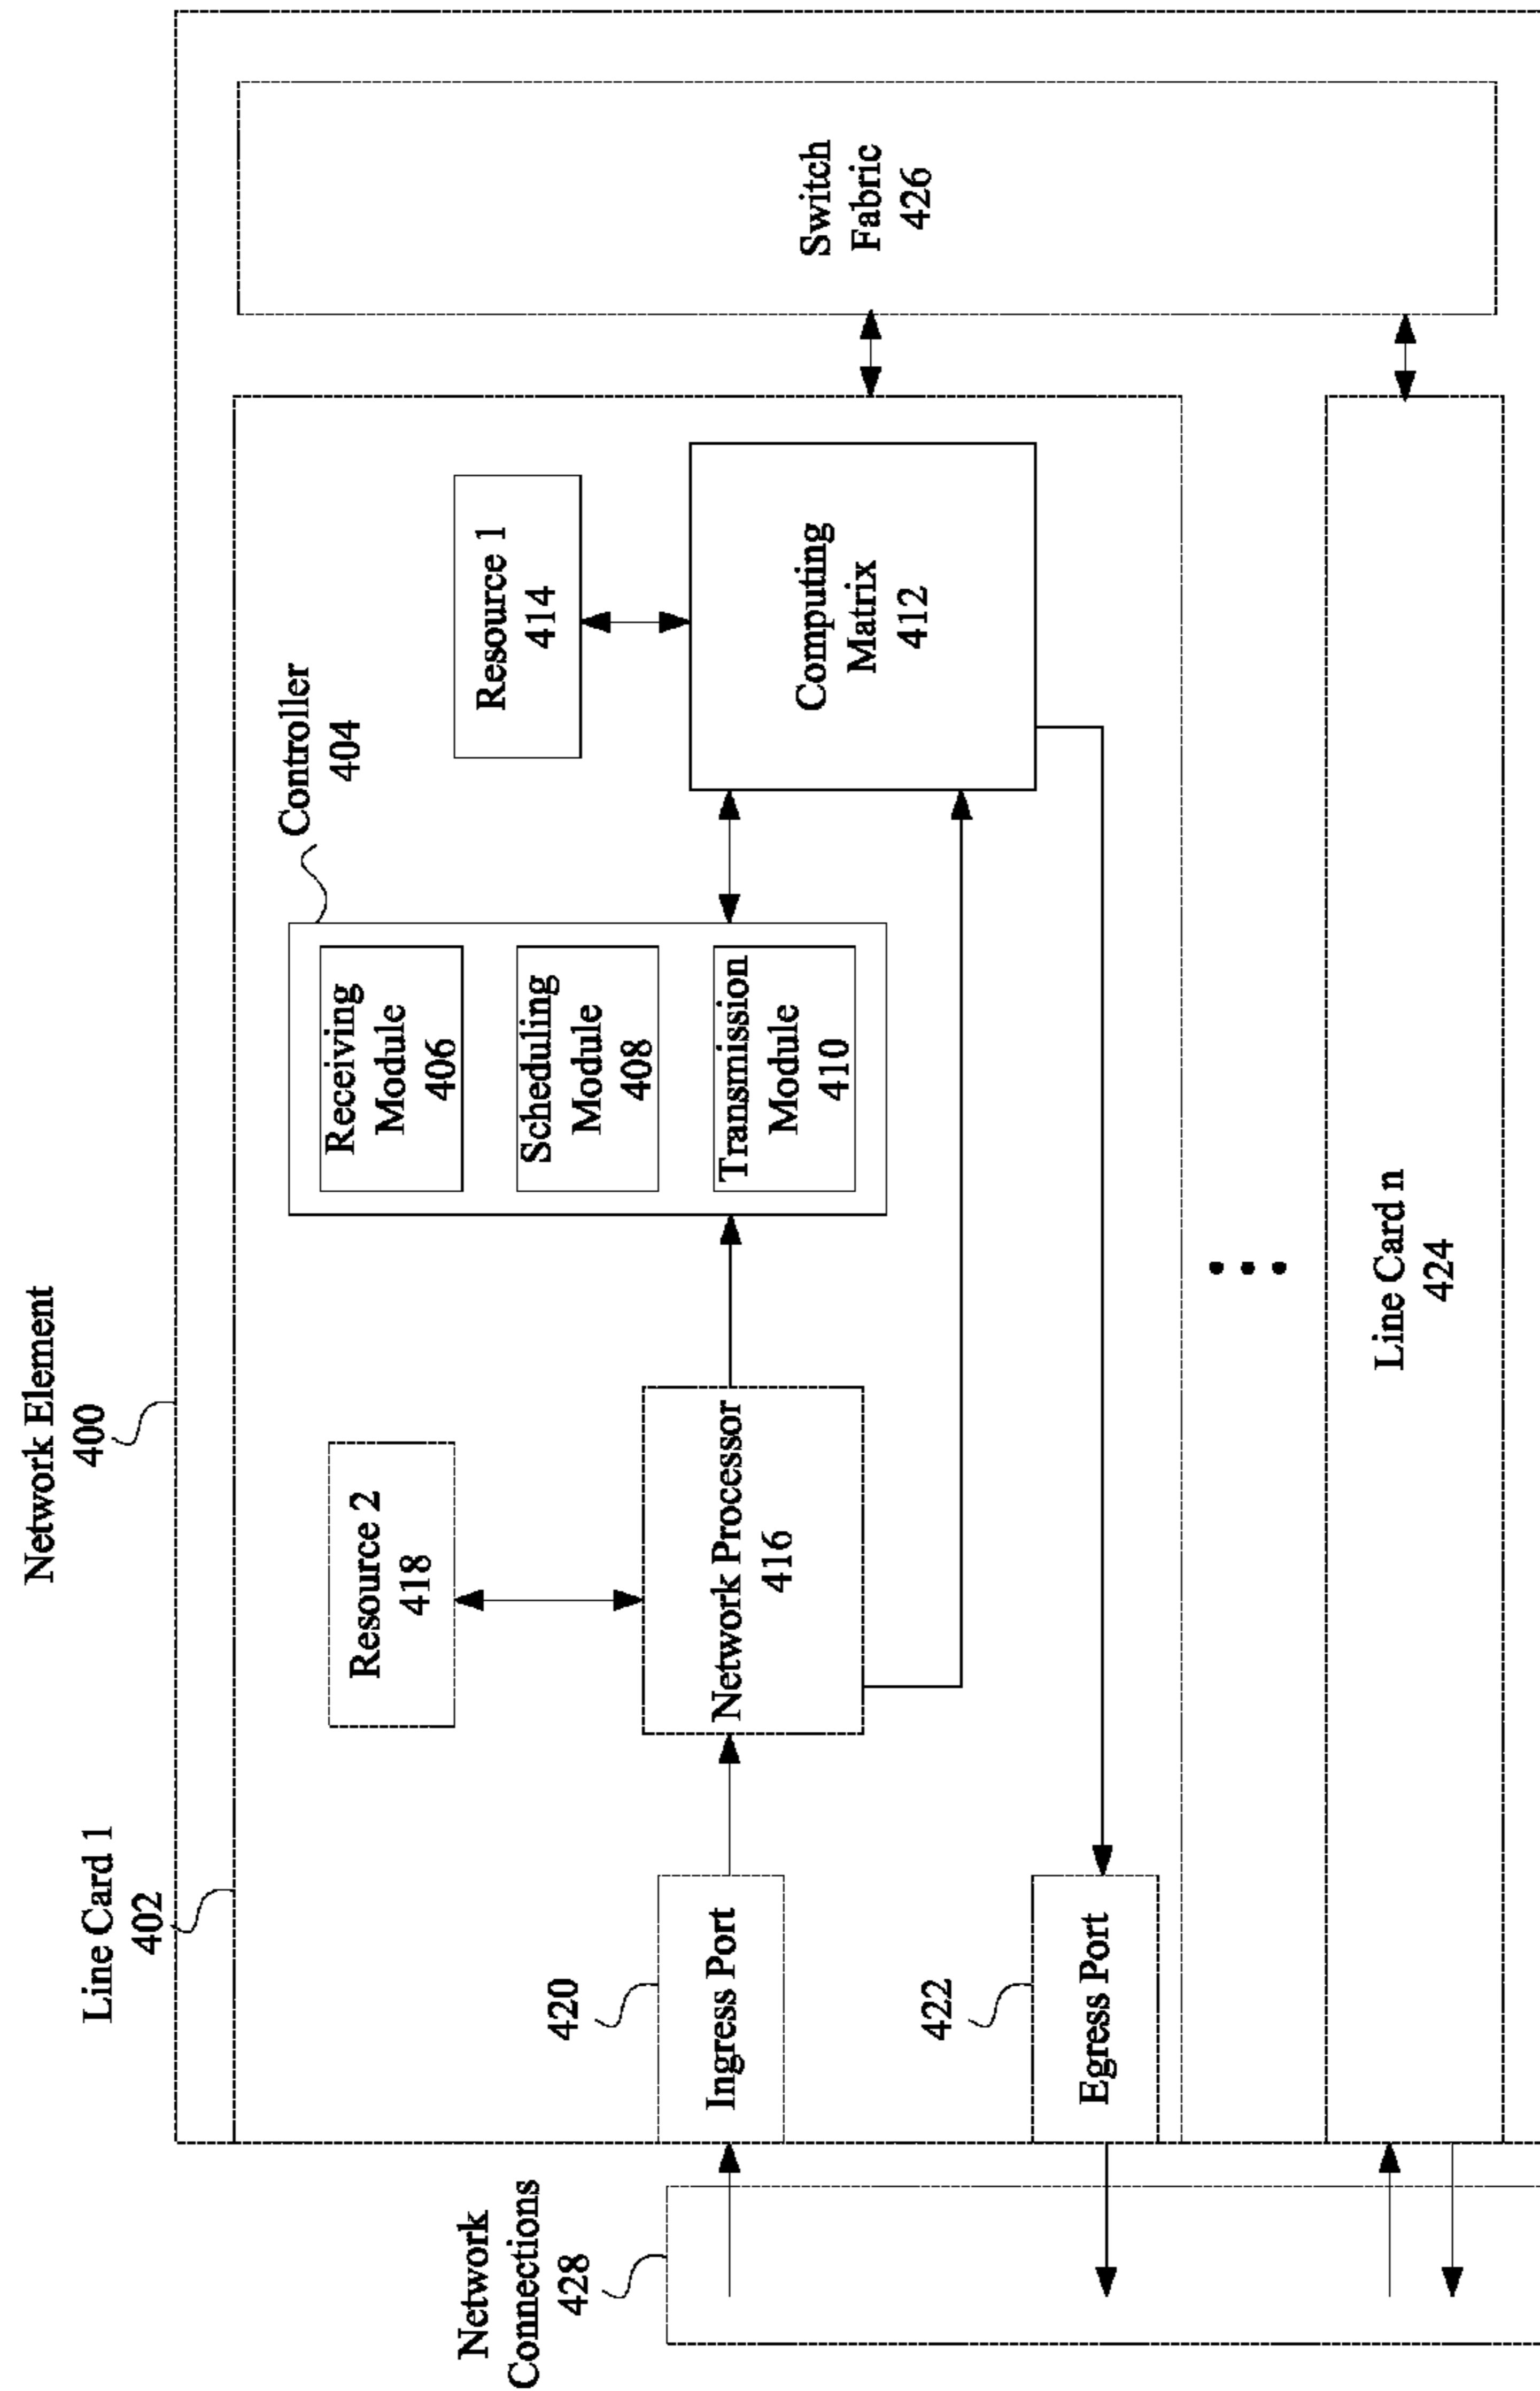 Network Element
400
Line Card 1
402
Controller
404
Receiving
Module
406
Scheduling
Module
408
Transmission
Module
410
Resource 1
414
Resource 2
418
Network Processor
416
Computing
Matrix
412
Switch
Fabric
426
420
Ingress Port
422
Egress Port
Network
Connections
428
Line Card n
424